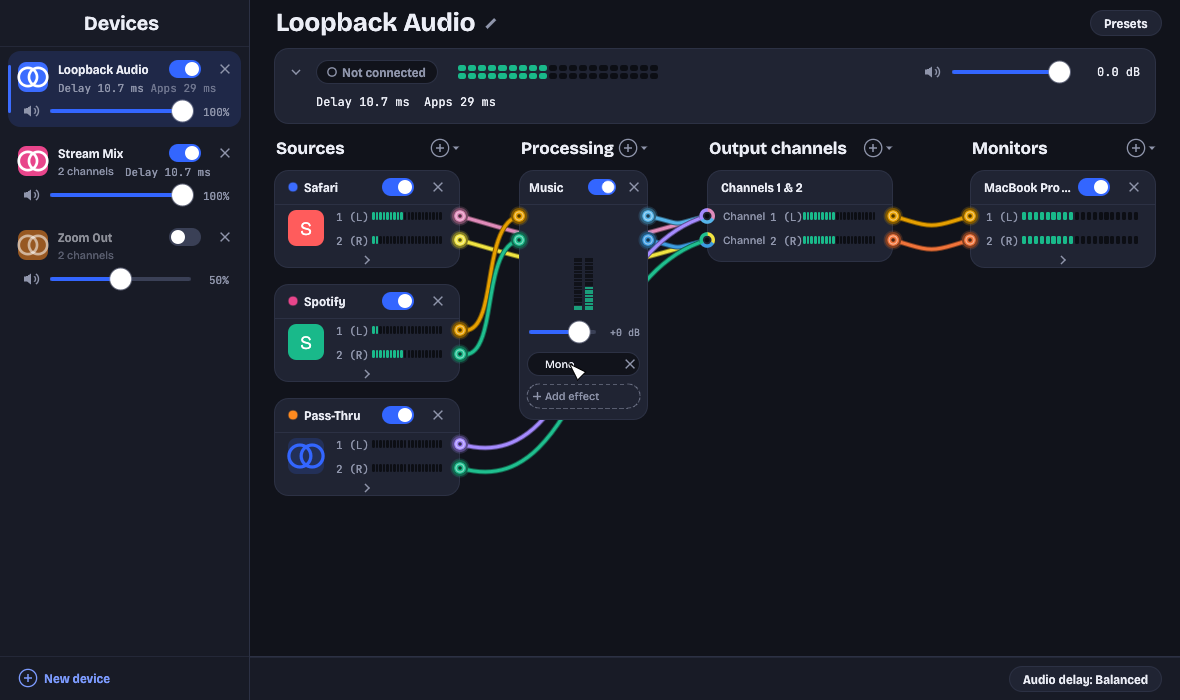 Devices
Loopback Audio
Delay 10.7 ms Apps 29 ms
100%
Stream Mix
2 channels Delay 10.7 ms
100%
Zoom Out
2 channels
50%
New device
Loopback Audio
Presets
Not connected
0.0 dB
Delay 10.7 ms Apps 29 ms
Sources
Processing
Output channels
Monitors
Safari
S
1 (L)
2 (R)
Spotify
S
1 (L)
2 (R)
Pass-Thru
1 (L)
2 (R)
Music
+0 dB
Mono
Add effect
Channels 1 & 2
Channel 1 (L)
Channel 2 (R)
MacBook Pro ...
1 (L)
2 (R)
Audio delay: Balanced